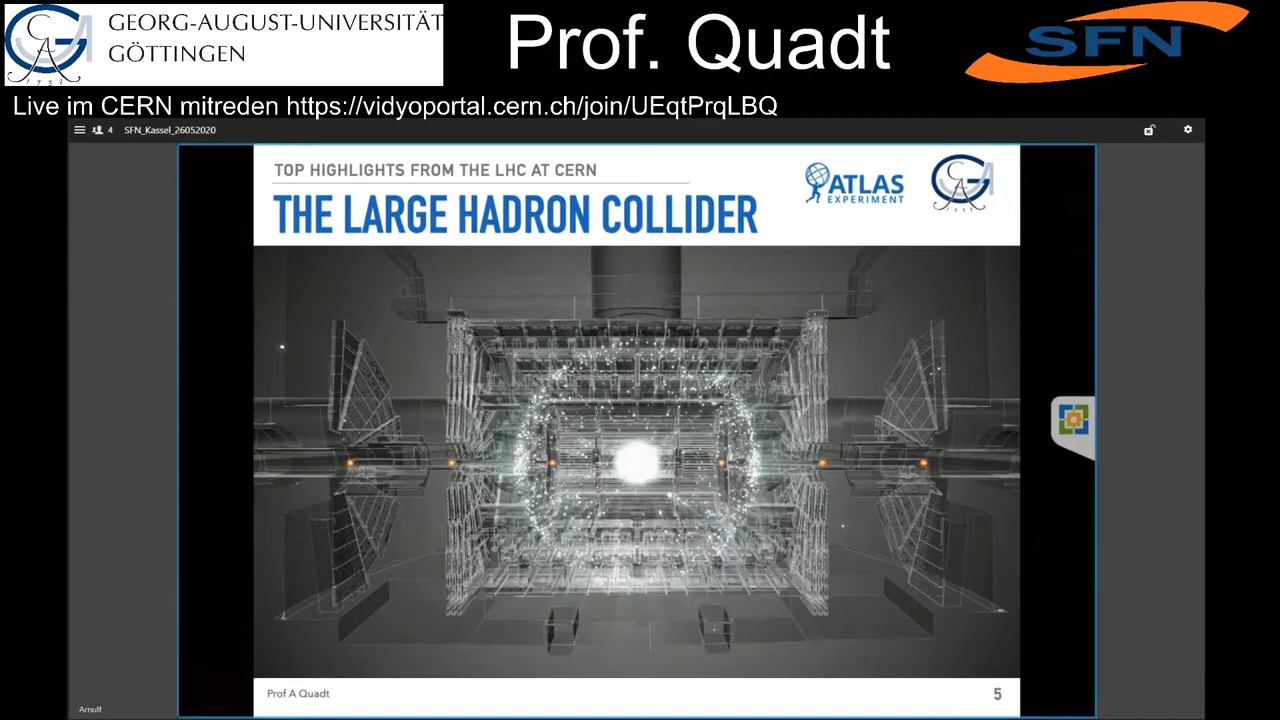 GEORG-AUGUST-UNIVERSITÄT
GÖTTINGEN
Prof. Quadt
SFN
Live im CERN mitreden https://vidyoportal.cern.ch/join/UEqtPrqLBQ
4 SFN_Kassel_26052020
TOP HIGHLIGHTS FROM THE LHC AT CERN
THE LARGE HADRON COLLIDER
ATLAS
EXPERIMENT
Prof A Quadt
5
Arnulf